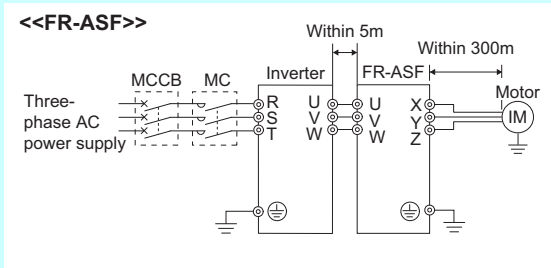 <<FR-ASF>>
Within 5m
Within 300m
MCCB
MC
Inverter
FR-ASF
Motor
Three-
phase AC
power supply
R
S
T
U
V
W
U
V
W
X
Y
Z
IM